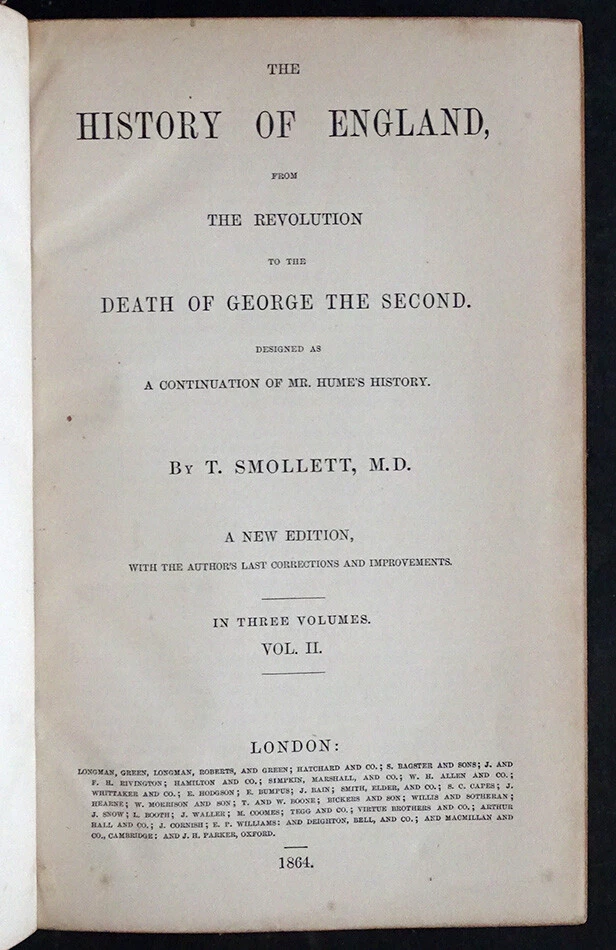 THE
HISTORY OF ENGLAND,
FROM
THE REVOLUTION
TO THE
DEATH OF GEORGE THE SECOND.
DESIGNED AS
A CONTINUATION OF MR. HUME'S HISTORY.
BY T. SMOLLETT, M.D.
A NEW EDITION,
WITH THE AUTHOR'S LAST CORRECTIONS AND IMPROVEMENTS.
IN THREE VOLUMES.
VOL. II.
LONDON:
LONGMAN, GREEN, LONGMAN, ROBERTS, AND GREEN; HATCHARD AND CO.; S. BAGSTER AND SONS; J. AND
F. H. RIVINGTON; HAMILTON AND CO.; SIMPKIN, MARSHALL, AND CO.; W. H. ALLEN AND CO.;
WHITTAKER AND CO.; E. HODGSON; E. BUMPUS; J. BAIN; SMITH, ELDER, AND CO.; S. C. CAPES; J.
HEARNE; W. MORRISON AND SON; T. AND W. BOONE; BICKERS AND SON; WILLIS AND SOTHERAN;
J. SNOW; L. BOOTH; J. WALLER; M. COOMES; TEGG AND CO.; VIRTUE BROTHERS AND CO.; ARTHUR
HALL AND CO.; J. CORNISH; E. P. WILLIAMS: AND DEIGHTON, BELL, AND CO.; AND MACMILLAN AND
CO., CAMBRIDGE; AND J. H. PARKER, OXFORD.
1864.